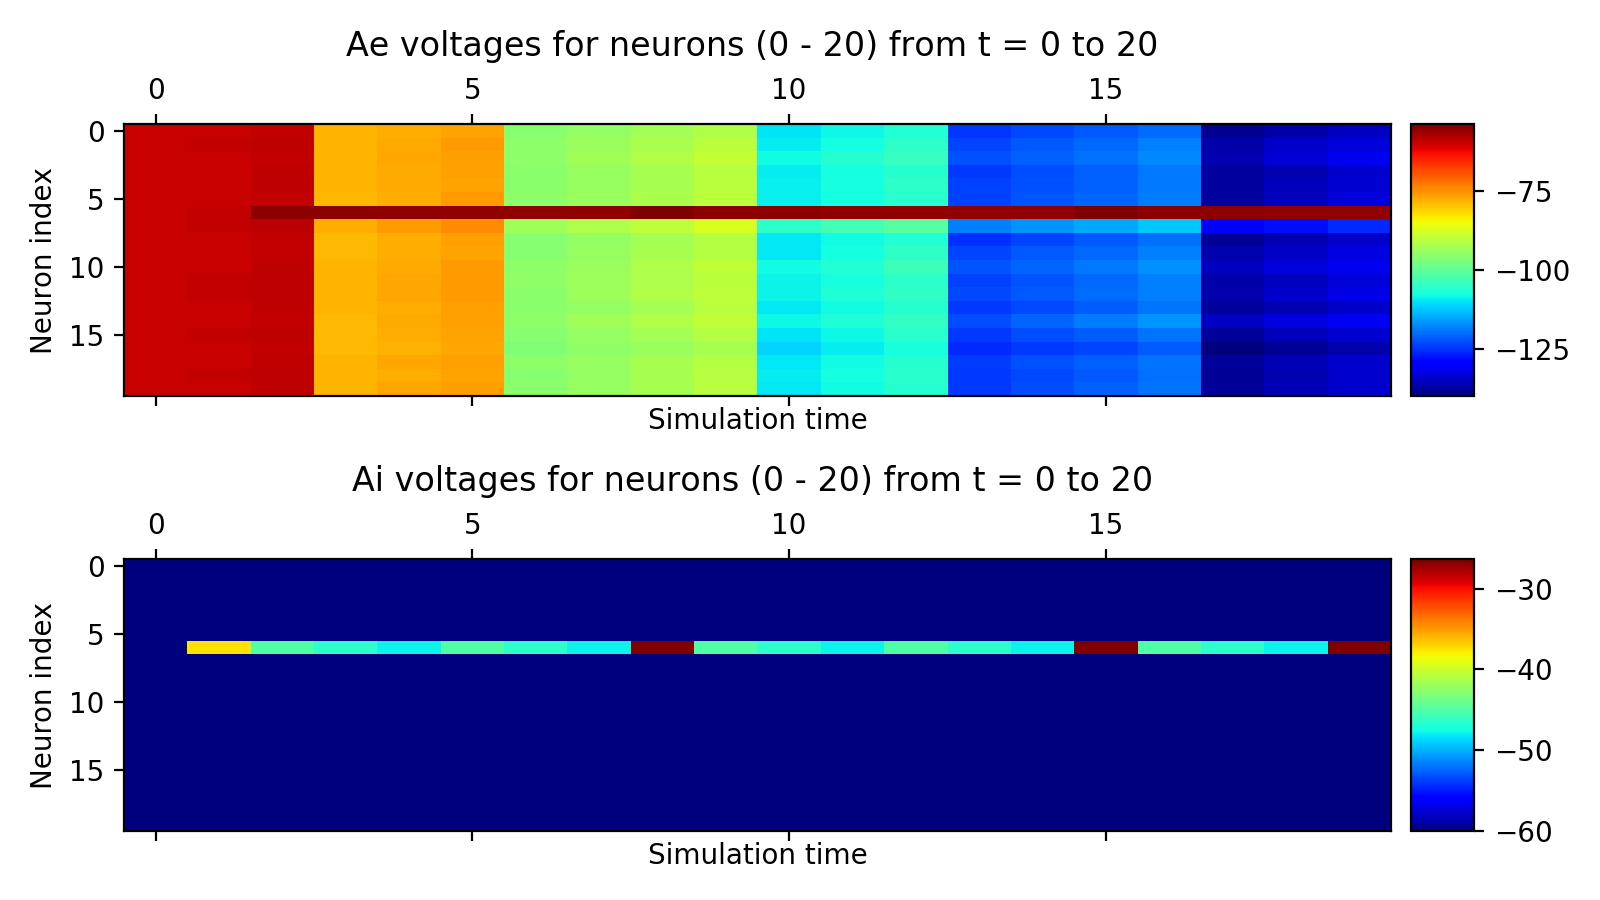 Ae voltages for neurons (0 - 20) from t = 0 to 20
0 5 10 15
Neuron index
0
5
10
15
−75
−100
−125
Simulation time
Ai voltages for neurons (0 - 20) from t = 0 to 20
0 5 10 15
Neuron index
0
5
10
15
−30
−40
−50
−60
Simulation time